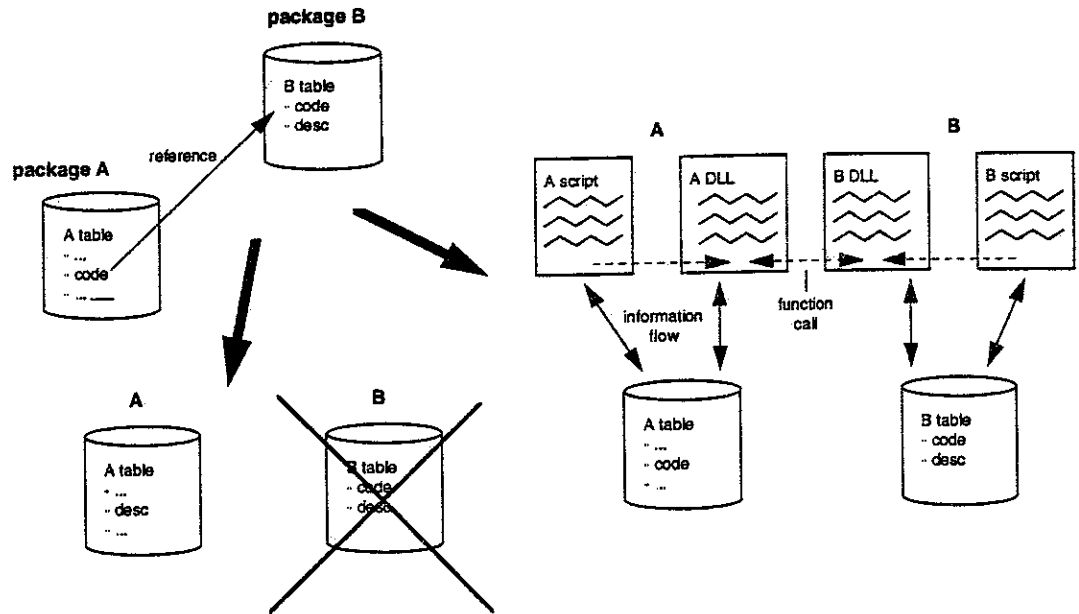 package B
B table
·· code
·· desc
reference
package A
A table
·· ...
·· code
·· ...
A
A table
·· ...
·· desc
·· ...
B
B table
·· code
·· desc
A
B
A script
A DLL
B DLL
B script
information
flow
function
call
A table
·· ...
·· code
·· ...
B table
·· code
·· desc